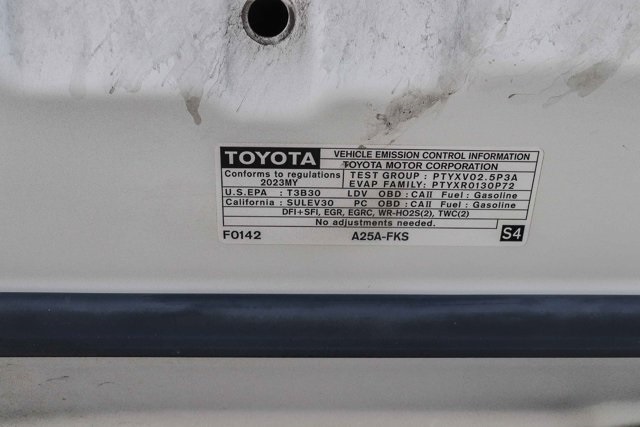 TOYOTA VEHICLE EMISSION CONTROL INFORMATION
TOYOTA MOTOR CORPORATION
Conforms to regulations TEST GROUP : PTYXV02.5P3A
2023MY EVAP FAMILY: PTYXR0130P72
U.S.EPA : T3B30 LDV OBD : CAII Fuel : Gasoline
California : SULEV30 PC OBD : CAII Fuel : Gasoline
DFI+SFI, EGR, EGRC, WR-HO2S(2), TWC(2)
No adjustments needed.
F0142 A25A-FKS S4